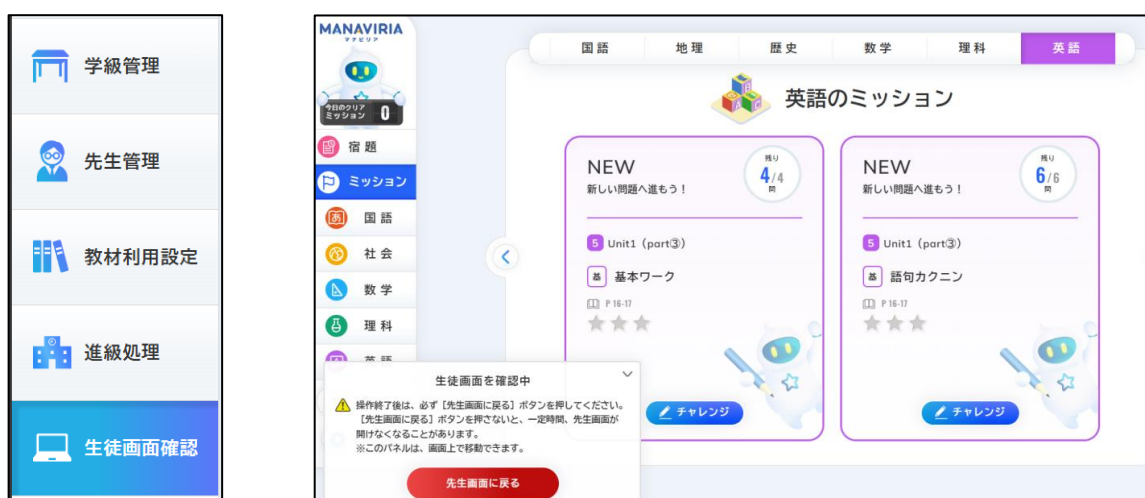 学級管理
先生管理
教材利用設定
進級処理
生徒画面確認
MANAVIRIA
マナビリア
今日のクリア
ミッション 0
宿題
ミッション
国語
社会
数学
理科
国語 地理 歴史 数学 理科 英語
英語のミッション
NEW
新しい問題へ進もう！
残り
4/4
問
5 Unit1（part③）
基 基本ワーク
P 16-17
チャレンジ
NEW
新しい問題へ進もう！
残り
6/6
問
5 Unit1（part③）
基 語句カクニン
P 16-17
チャレンジ
生徒画面を確認中
操作終了後は、必ず［先生画面に戻る］ボタンを押してください。
［先生画面に戻る］ボタンを押さないと、一定時間、先生画面が
開けなくなることがあります。
※このパネルは、画面上で移動できます。
先生画面に戻る